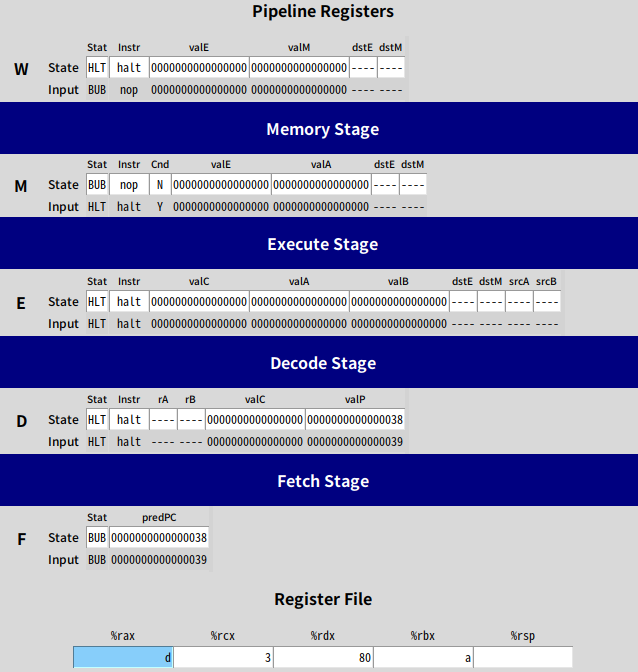 Pipeline Registers
Stat Instr valE valM dstE dstM
W State HLT halt 0000000000000000 0000000000000000 ---- ----
Input BUB nop 0000000000000000 0000000000000000 ---- ----
Memory Stage
Stat Instr Cnd valE valA dstE dstM
M State BUB nop N 0000000000000000 0000000000000000 ---- ----
Input HLT halt Y 0000000000000000 0000000000000000 ---- ----
Execute Stage
Stat Instr valC valA valB dstE dstM srcA srcB
E State HLT halt 0000000000000000 0000000000000000 0000000000000000 ---- ---- ---- ----
Input HLT halt 0000000000000000 0000000000000000 0000000000000000 ---- ---- ---- ----
Decode Stage
Stat Instr rA rB valC valP
D State HLT halt ---- ---- 0000000000000000 0000000000000038
Input HLT halt ---- ---- 0000000000000000 0000000000000039
Fetch Stage
Stat predPC
F State BUB 0000000000000038
Input BUB 0000000000000039
Register File
%rax %rcx %rdx %rbx %rsp
d 3 80 a